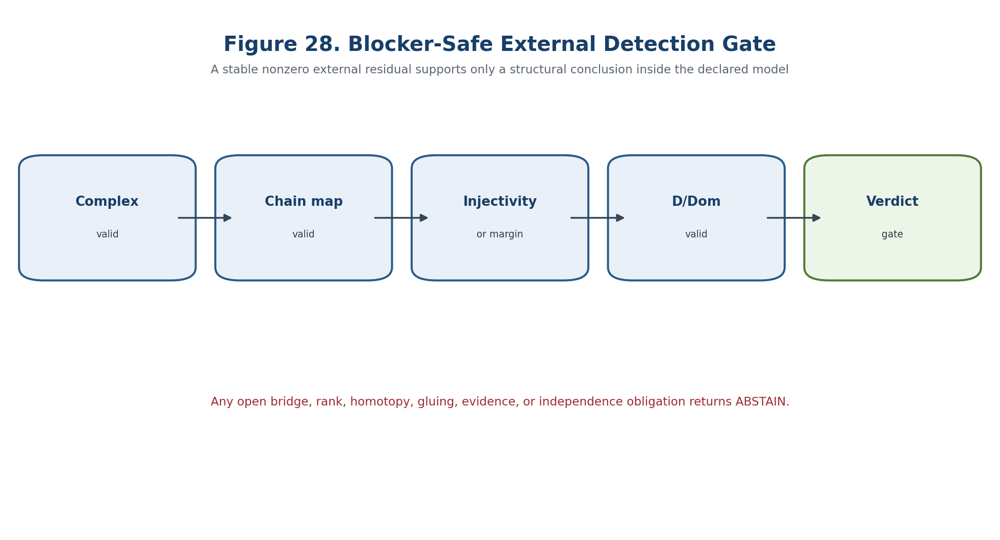 Figure 28. Blocker-Safe External Detection Gate
A stable nonzero external residual supports only a structural conclusion inside the declared model
Complex
valid
Chain map
valid
Injectivity
or margin
D/Dom
valid
Verdict
gate
Any open bridge, rank, homotopy, gluing, evidence, or independence obligation returns ABSTAIN.